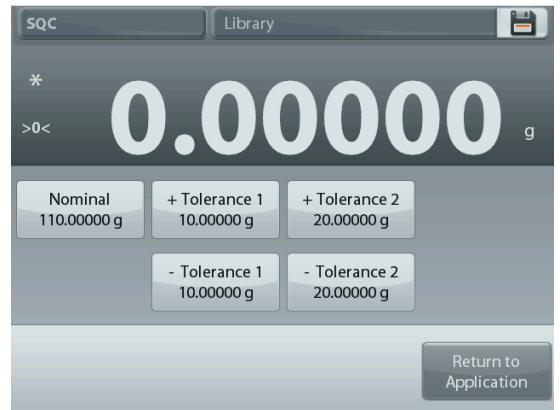 SQC
Library
*
>0<
0.00000 g
Nominal
110.00000 g
+ Tolerance 1
10.00000 g
+ Tolerance 2
20.00000 g
- Tolerance 1
10.00000 g
- Tolerance 2
20.00000 g
Return to
Application